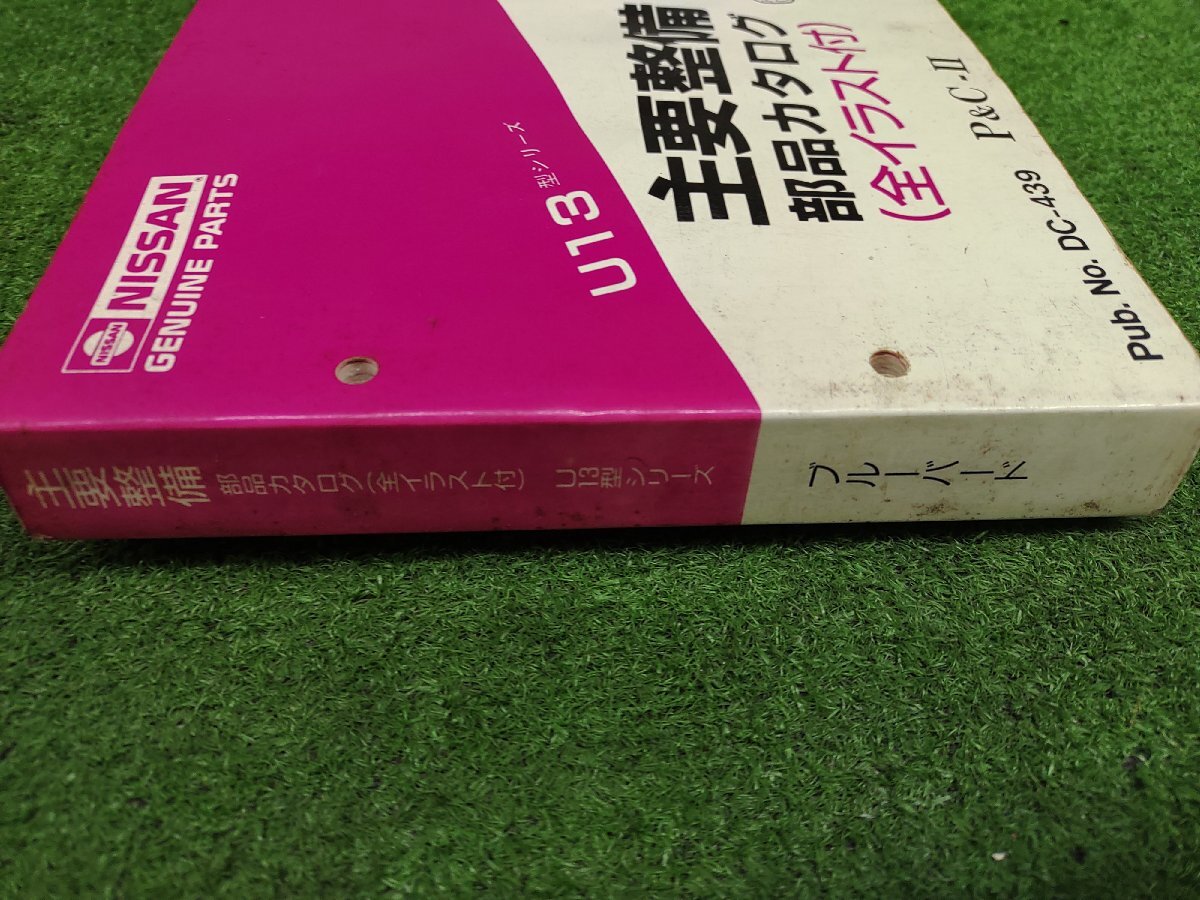 主要整備
部品カタログ
(全イラスト付)
P&C-II
Pub. No. DC-439
U13型シリーズ
NISSAN
NISSAN
GENUINE PARTS
主要整備 部品カタログ(全イラスト付) U13型シリーズ ブルーバード